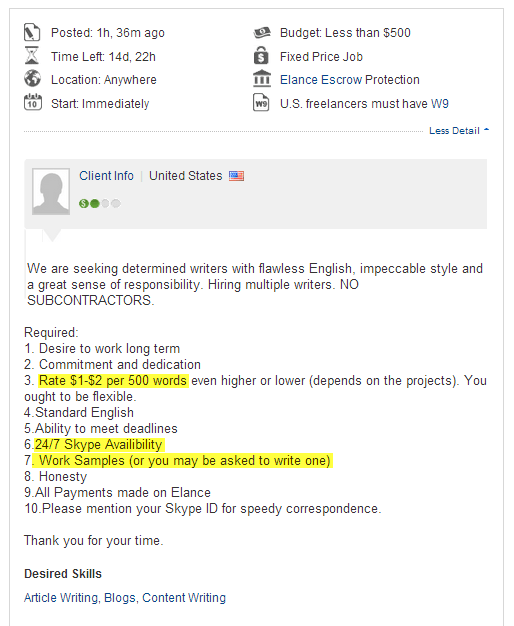 Posted: 1h, 36m ago
Budget: Less than $500
Time Left: 14d, 22h
$
Fixed Price Job
Location: Anywhere
Elance Escrow Protection
10
Start: Immediately
W9
U.S. freelancers must have W9
Less Detail
Client Info | United States
$
We are seeking determined writers with flawless English, impeccable style and
a great sense of responsibility. Hiring multiple writers. NO
SUBCONTRACTORS.
Required:
1. Desire to work long term
2. Commitment and dedication
3. Rate $1-$2 per 500 words even higher or lower (depends on the projects). You
ought to be flexible.
4.Standard English
5.Ability to meet deadlines
6.24/7 Skype Availibility
7. Work Samples (or you may be asked to write one)
8. Honesty
9.All Payments made on Elance
10.Please mention your Skype ID for speedy correspondence.
Thank you for your time.
Desired Skills
Article Writing, Blogs, Content Writing